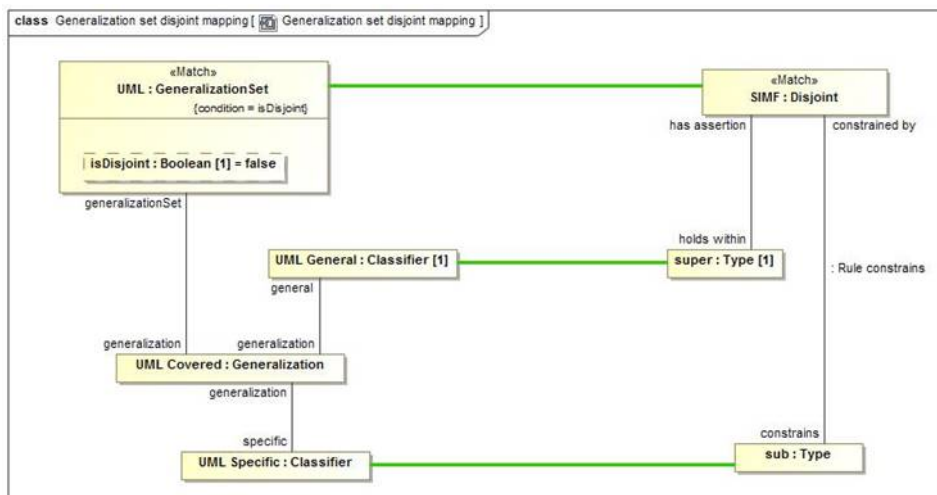 class Generalization set disjoint mapping [ Generalization set disjoint mapping ]
«Match»
UML : GeneralizationSet
{condition = isDisjoint}
isDisjoint : Boolean [1] = false
«Match»
SIMF : Disjoint
has assertion
constrained by
generalizationSet
holds within
UML General : Classifier [1]
super : Type [1]
: Rule constrains
general
generalization
generalization
UML Covered : Generalization
generalization
specific
constrains
UML Specific : Classifier
sub : Type